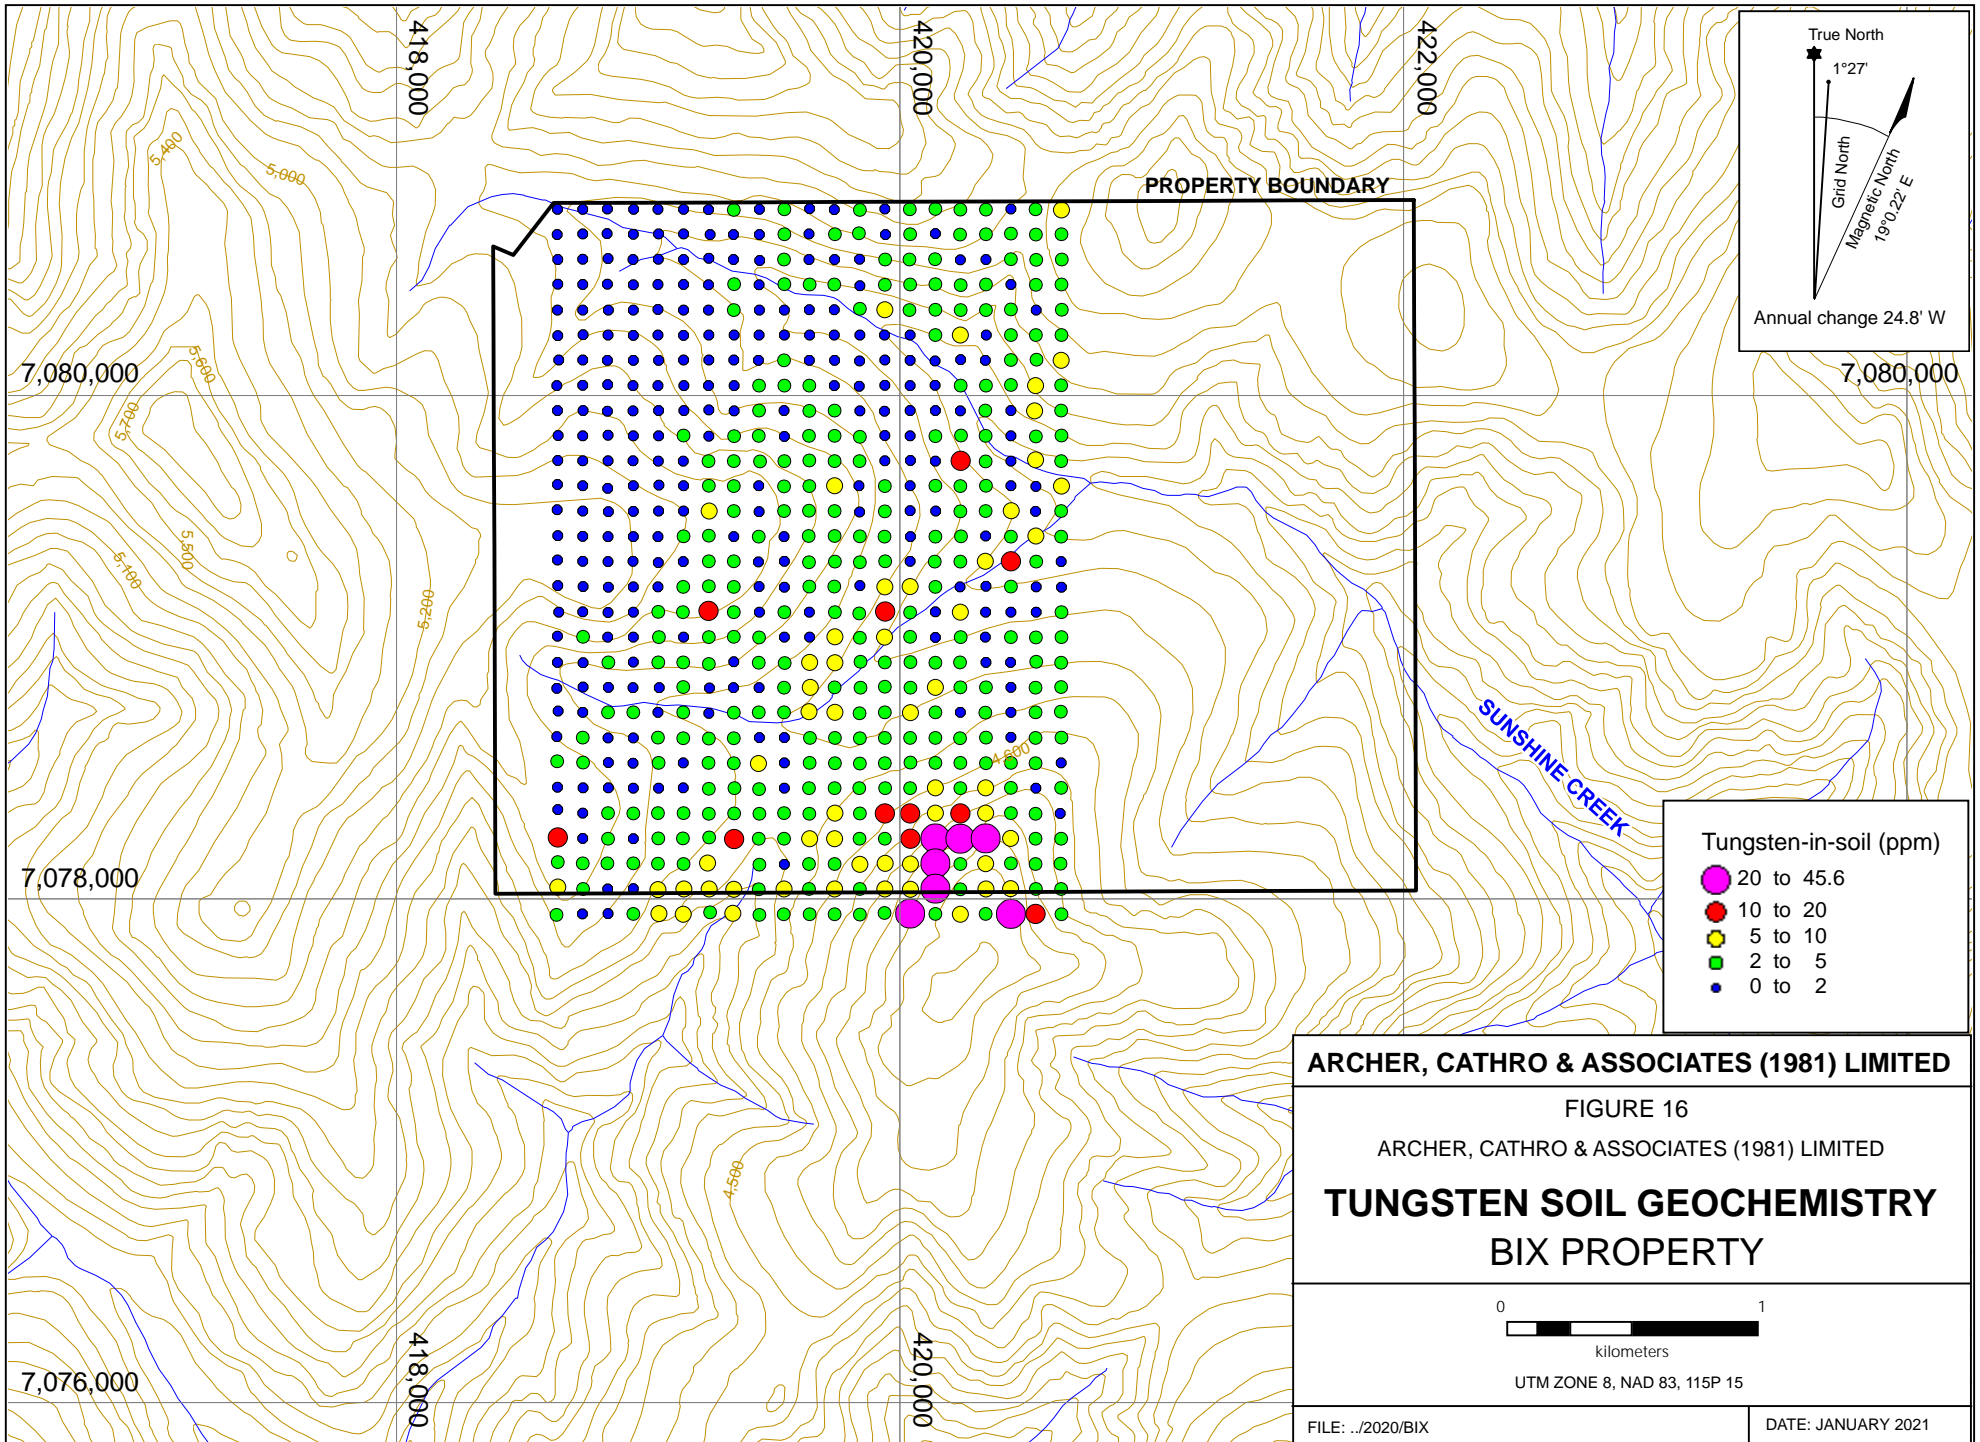 418,000
420,000
422,000
True North
1°27'
Grid North
Magnetic North
19°0.22' E
Annual change 24.8' W
5,400
5,000
PROPERTY BOUNDARY
5,600
7,080,000
7,080,000
5,700
5,500
5,100
5,200
SUNSHINE CREEK
4,600
Tungsten-in-soil (ppm)
20 to 45.6
10 to 20
5 to 10
2 to 5
0 to 2
7,078,000
ARCHER, CATHRO & ASSOCIATES (1981) LIMITED
FIGURE 16
ARCHER, CATHRO & ASSOCIATES (1981) LIMITED
4,500
TUNGSTEN SOIL GEOCHEMISTRY
BIX PROPERTY
0 1
kilometers
UTM ZONE 8, NAD 83, 115P 15
7,076,000
418,000
420,000
FILE: ../2020/BIX
DATE: JANUARY 2021